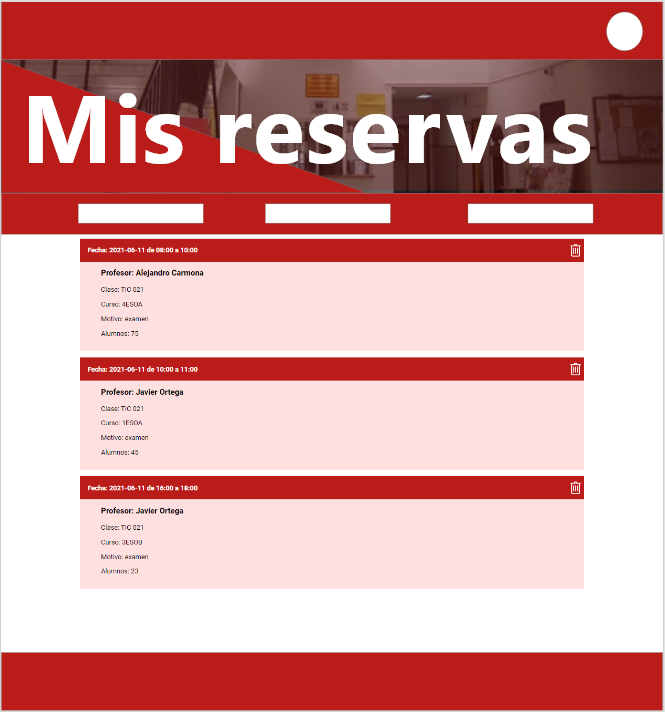 Mis reservas
Fecha: 2021-06-11 de 08:00 a 10:00
Profesor: Alejandro Carmona
Clase: TIC 021
Curso: 4ESOA
Motivo: examen
Alumnos: 75
Fecha: 2021-06-11 de 10:00 a 11:00
Profesor: Javier Ortega
Clase: TIC 021
Curso: 1ESOA
Motivo: examen
Alumnos: 45
Fecha: 2021-06-11 de 16:00 a 18:00
Profesor: Javier Ortega
Clase: TIC 021
Curso: 3ESOB
Motivo: examen
Alumnos: 23